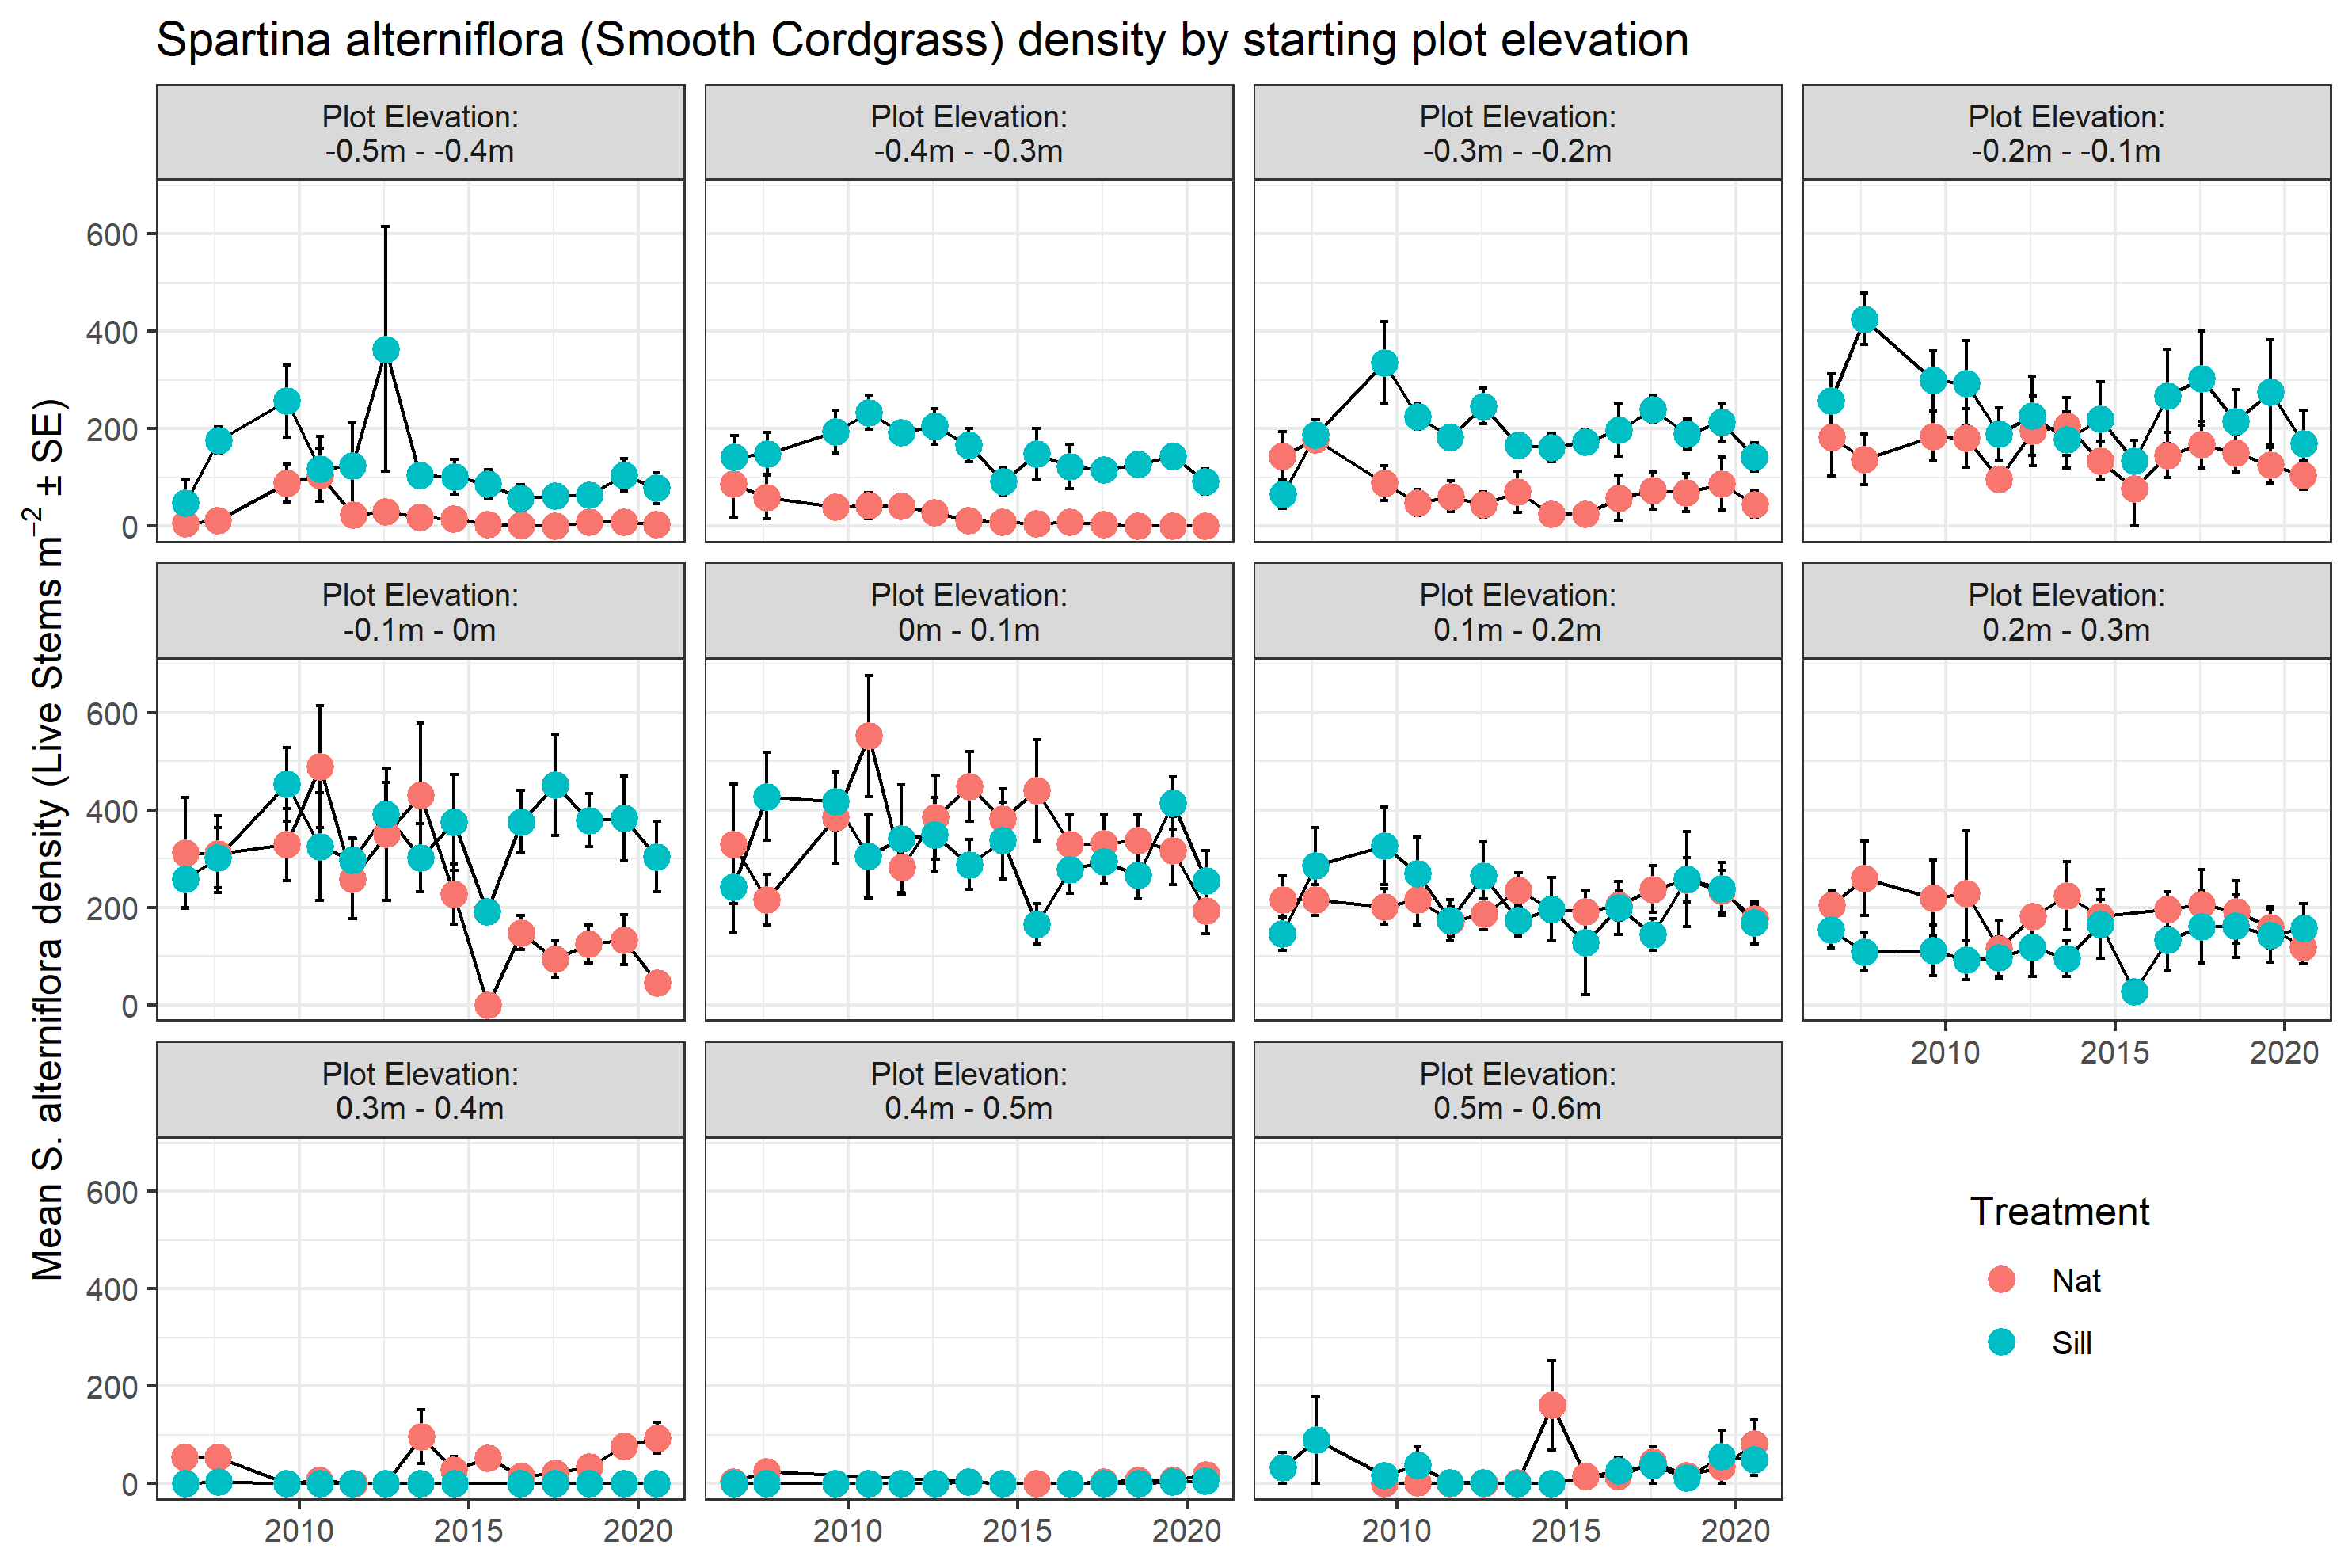 Spartina alterniflora (Smooth Cordgrass) density by starting plot elevation
Mean S. alterniflora density (Live Stems m⁻² ± SE)
Plot Elevation:
-0.5m - -0.4m
Plot Elevation:
-0.4m - -0.3m
Plot Elevation:
-0.3m - -0.2m
Plot Elevation:
-0.2m - -0.1m
600
400
200
0
Plot Elevation:
-0.1m - 0m
Plot Elevation:
0m - 0.1m
Plot Elevation:
0.1m - 0.2m
Plot Elevation:
0.2m - 0.3m
600
400
200
0
2010 2015 2020
Plot Elevation:
0.3m - 0.4m
Plot Elevation:
0.4m - 0.5m
Plot Elevation:
0.5m - 0.6m
600
400
200
0
2010 2015 2020
2010 2015 2020
2010 2015 2020
Treatment
Nat
Sill